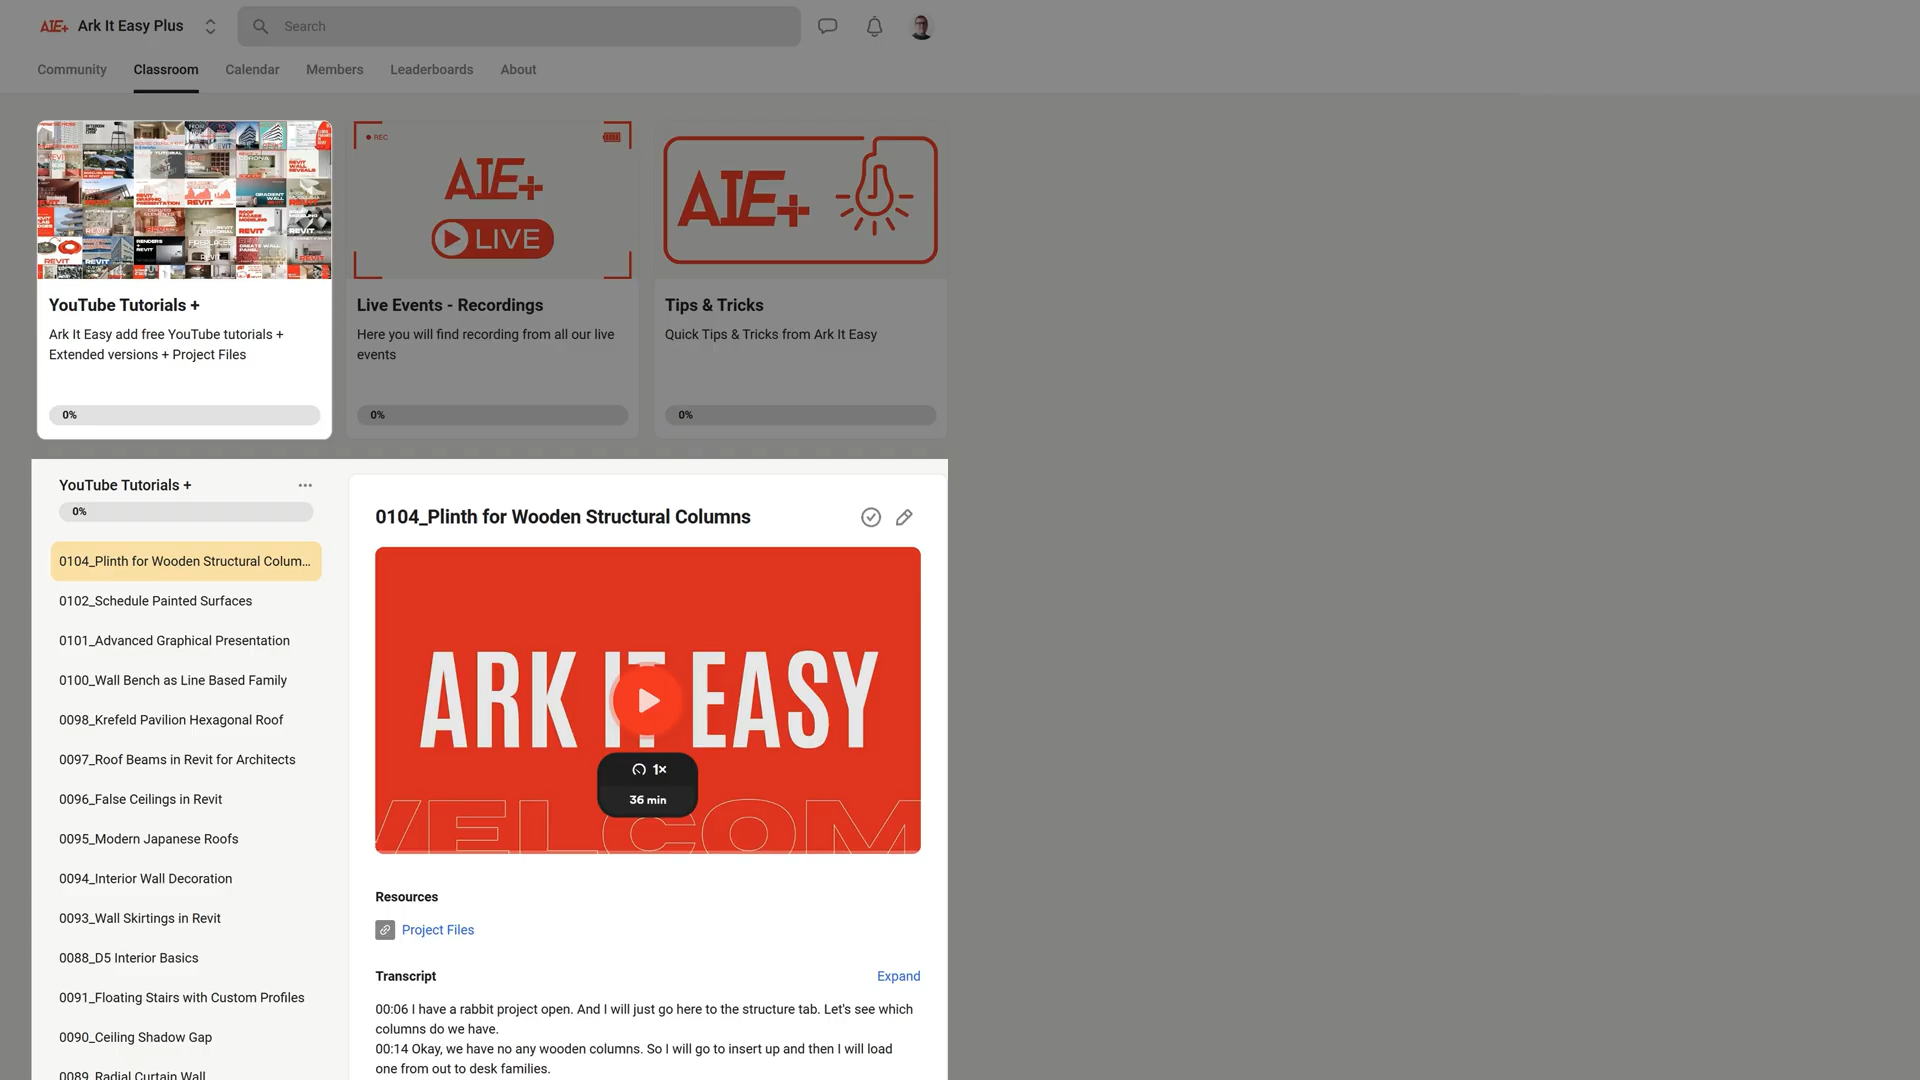 AIE+ Ark It Easy Plus
Search
Community Classroom Calendar Members Leaderboards About
REC
AIE+
LIVE
AIE+
YouTube Tutorials +
Ark It Easy add free YouTube tutorials +
Extended versions + Project Files
0%
Live Events - Recordings
Here you will find recording from all our live
events
0%
Tips & Tricks
Quick Tips & Tricks from Ark It Easy
0%
YouTube Tutorials +
0%
0104_Plinth for Wooden Structural Colum...
0102_Schedule Painted Surfaces
0101_Advanced Graphical Presentation
0100_Wall Bench as Line Based Family
0098_Krefeld Pavilion Hexagonal Roof
0097_Roof Beams in Revit for Architects
0096_False Ceilings in Revit
0095_Modern Japanese Roofs
0094_Interior Wall Decoration
0093_Wall Skirtings in Revit
0088_D5 Interior Basics
0091_Floating Stairs with Custom Profiles
0090_Ceiling Shadow Gap
0089_Radial Curtain Wall
0104_Plinth for Wooden Structural Columns
ARK IT EASY
1×
36 min
VELCOM
Resources
Project Files
Transcript
Expand
00:06 I have a rabbit project open. And I will just go here to the structure tab. Let's see which
columns do we have.
00:14 Okay, we have no any wooden columns. So I will go to insert up and then I will load
one from out to desk families.